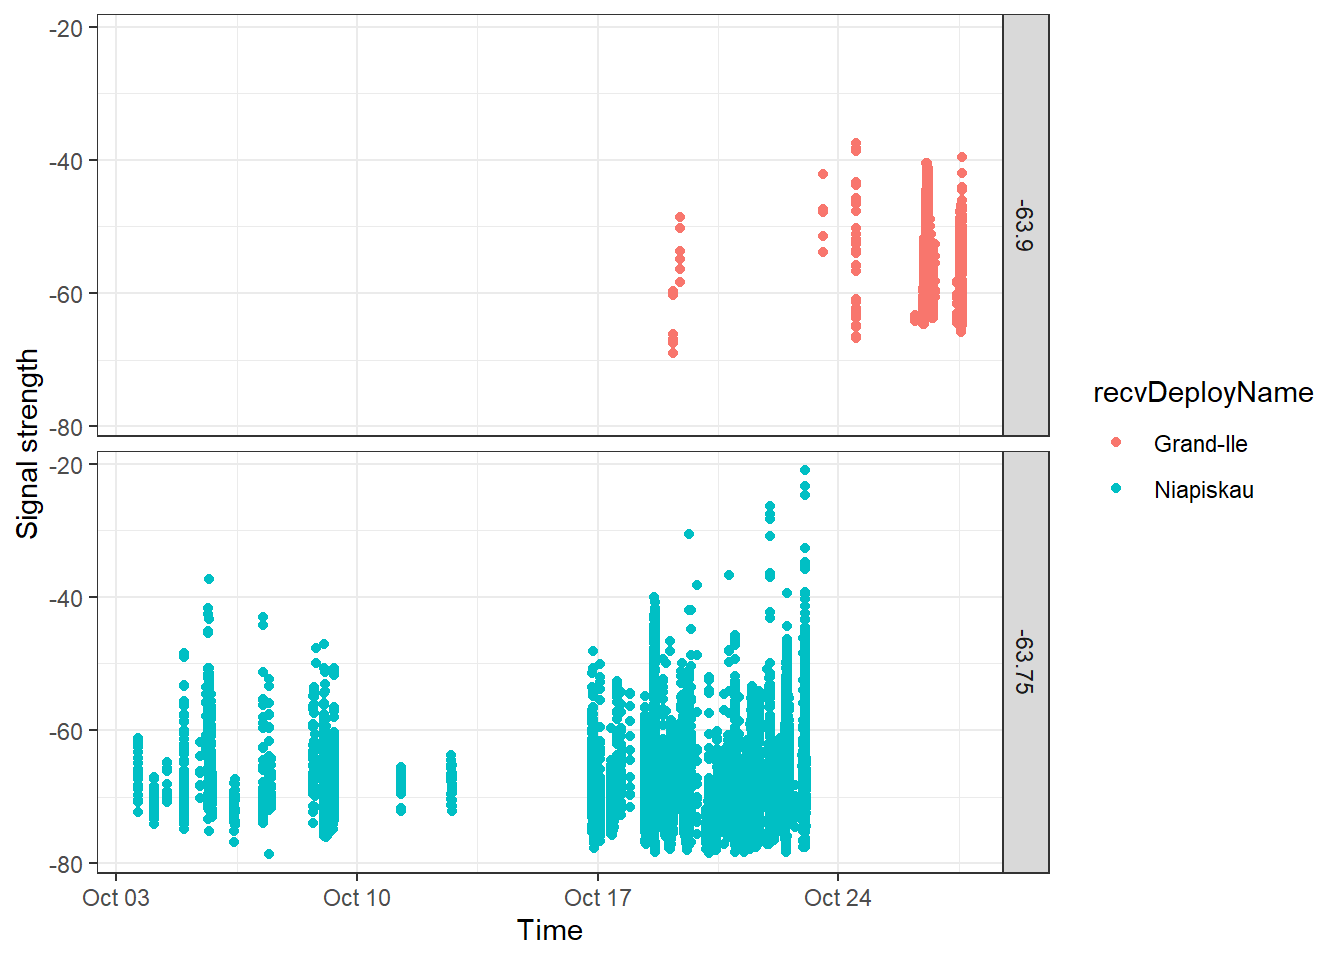 -20
-40
-60
-80
-63.9
-20
-40
-60
-80
-63.75
Signal strength
Oct 03
Oct 10
Oct 17
Oct 24
Time
recvDeployName
Grand-Ile
Niapiskau